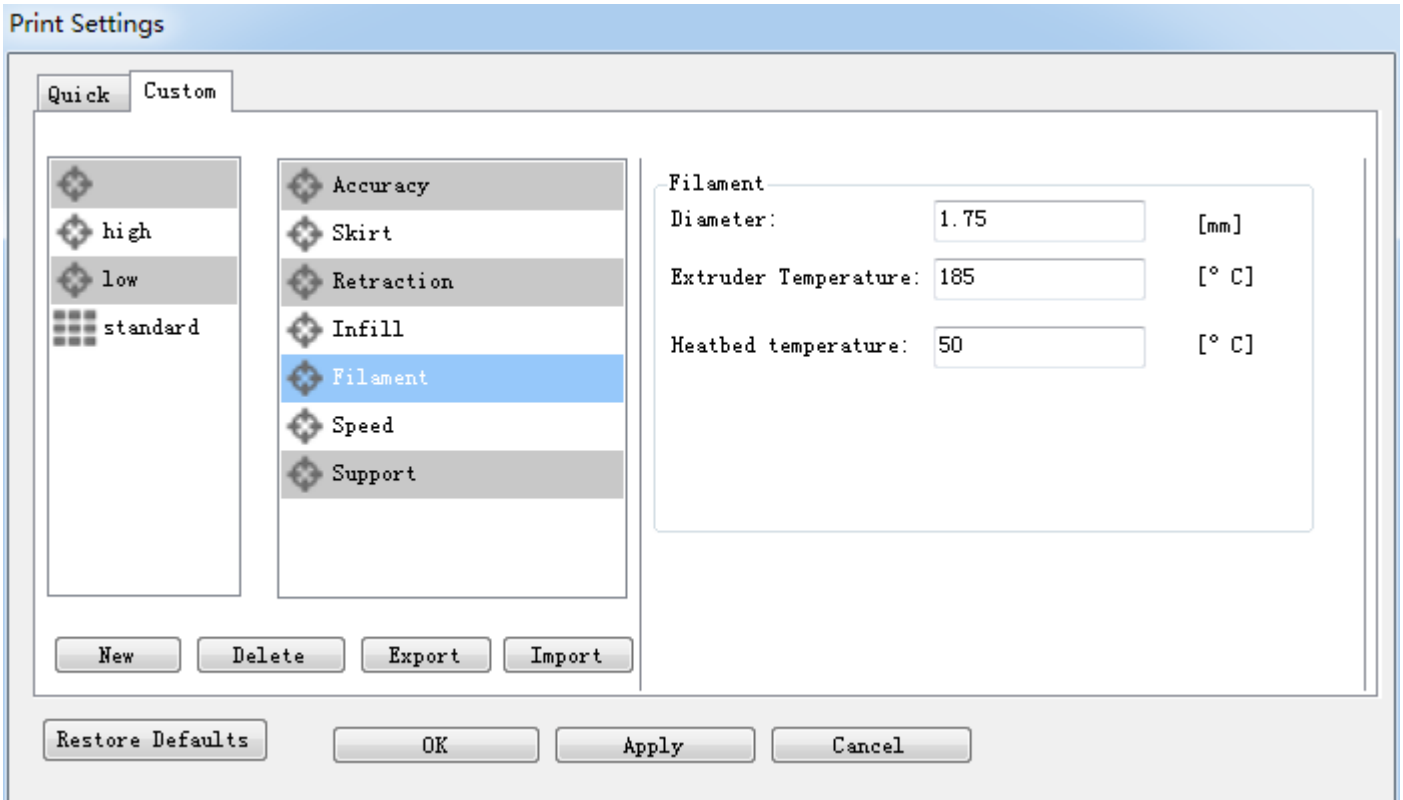 Print Settings
Quick
Custom
high
low
standard
Accuracy
Skirt
Retraction
Infill
Filament
Speed
Support
Filament
Diameter: 1.75 [mm]
Extruder Temperature: 185 [° C]
Heatbed temperature: 50 [° C]
New
Delete
Export
Import
Restore Defaults
OK
Apply
Cancel